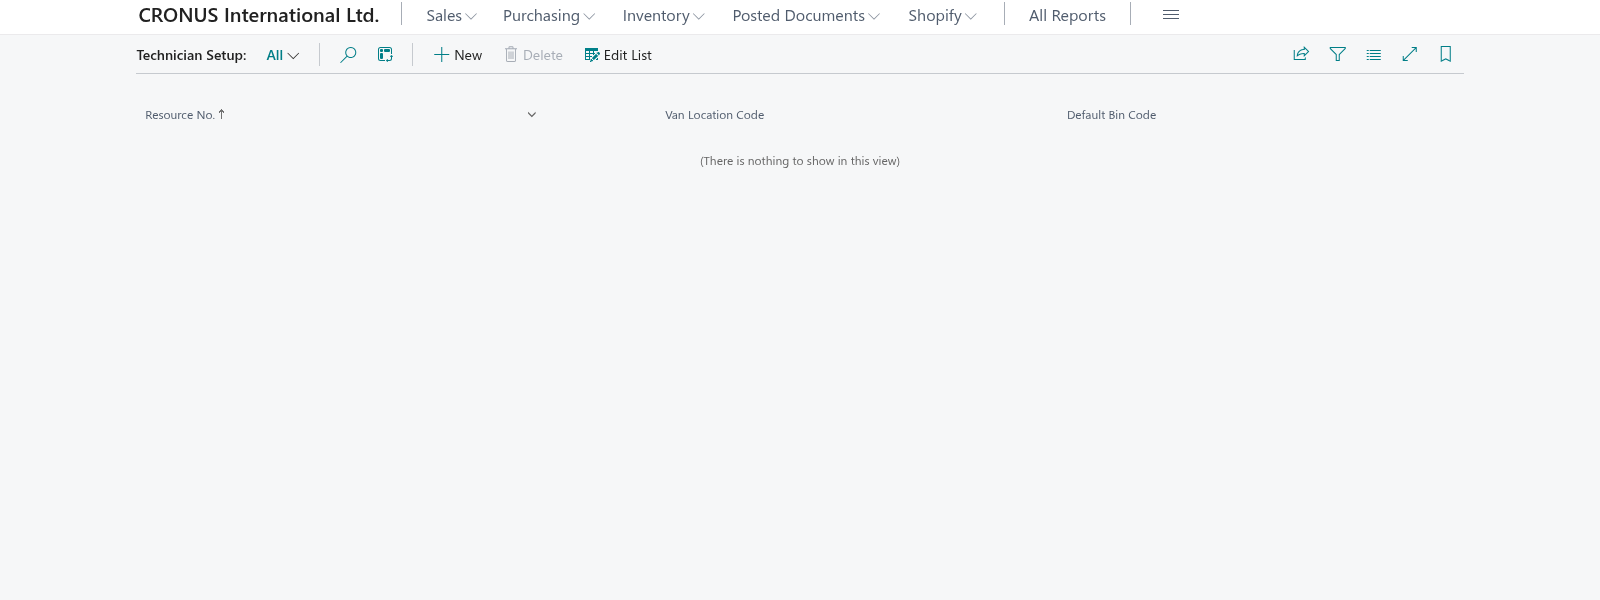 CRONUS International Ltd. Sales Purchasing Inventory Posted Documents Shopify All Reports
Technician Setup: All New Delete Edit List
Resource No. ↑ Van Location Code Default Bin Code
(There is nothing to show in this view)